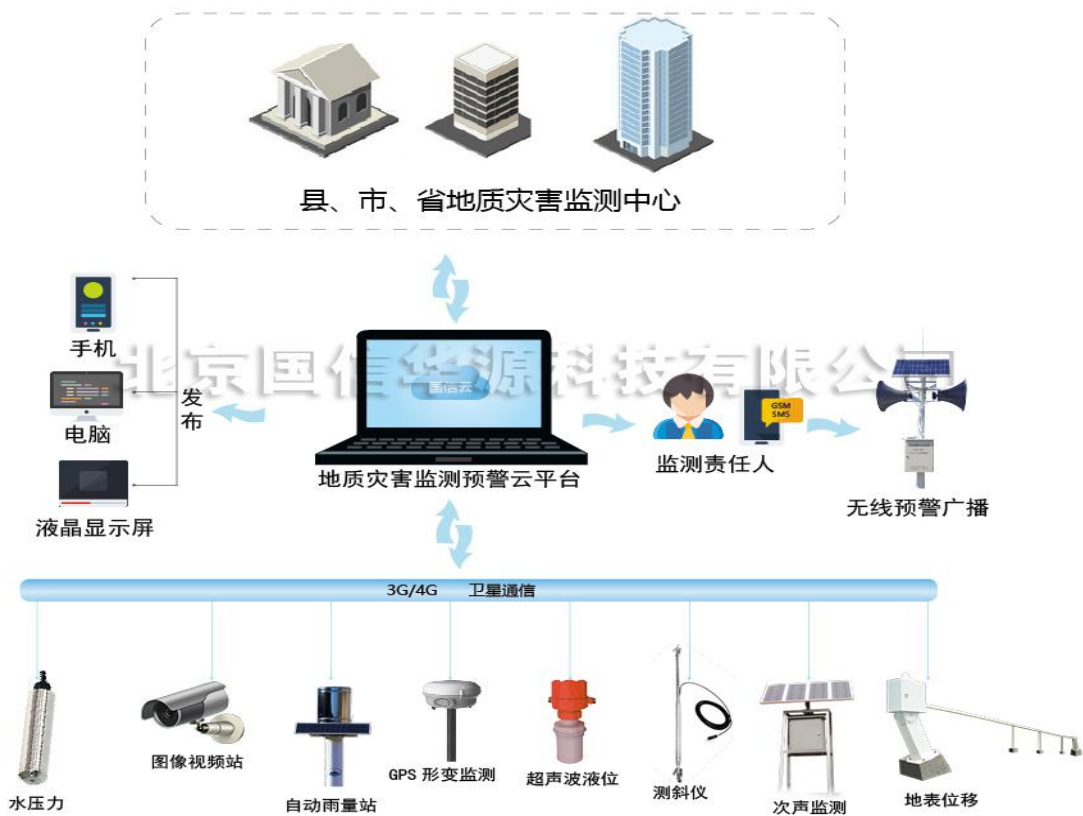 县、市、省地质灾害监测中心
手机
北京国信华源科技有限公司
国信云
GSM
SMS
电脑
发布
监测责任人
地质灾害监测预警云平台
无线预警广播
液晶显示屏
3G/4G 卫星通信
水压力
图像视频站
自动雨量站
GPS 形变监测
超声波液位
测斜仪
次声监测
地表位移